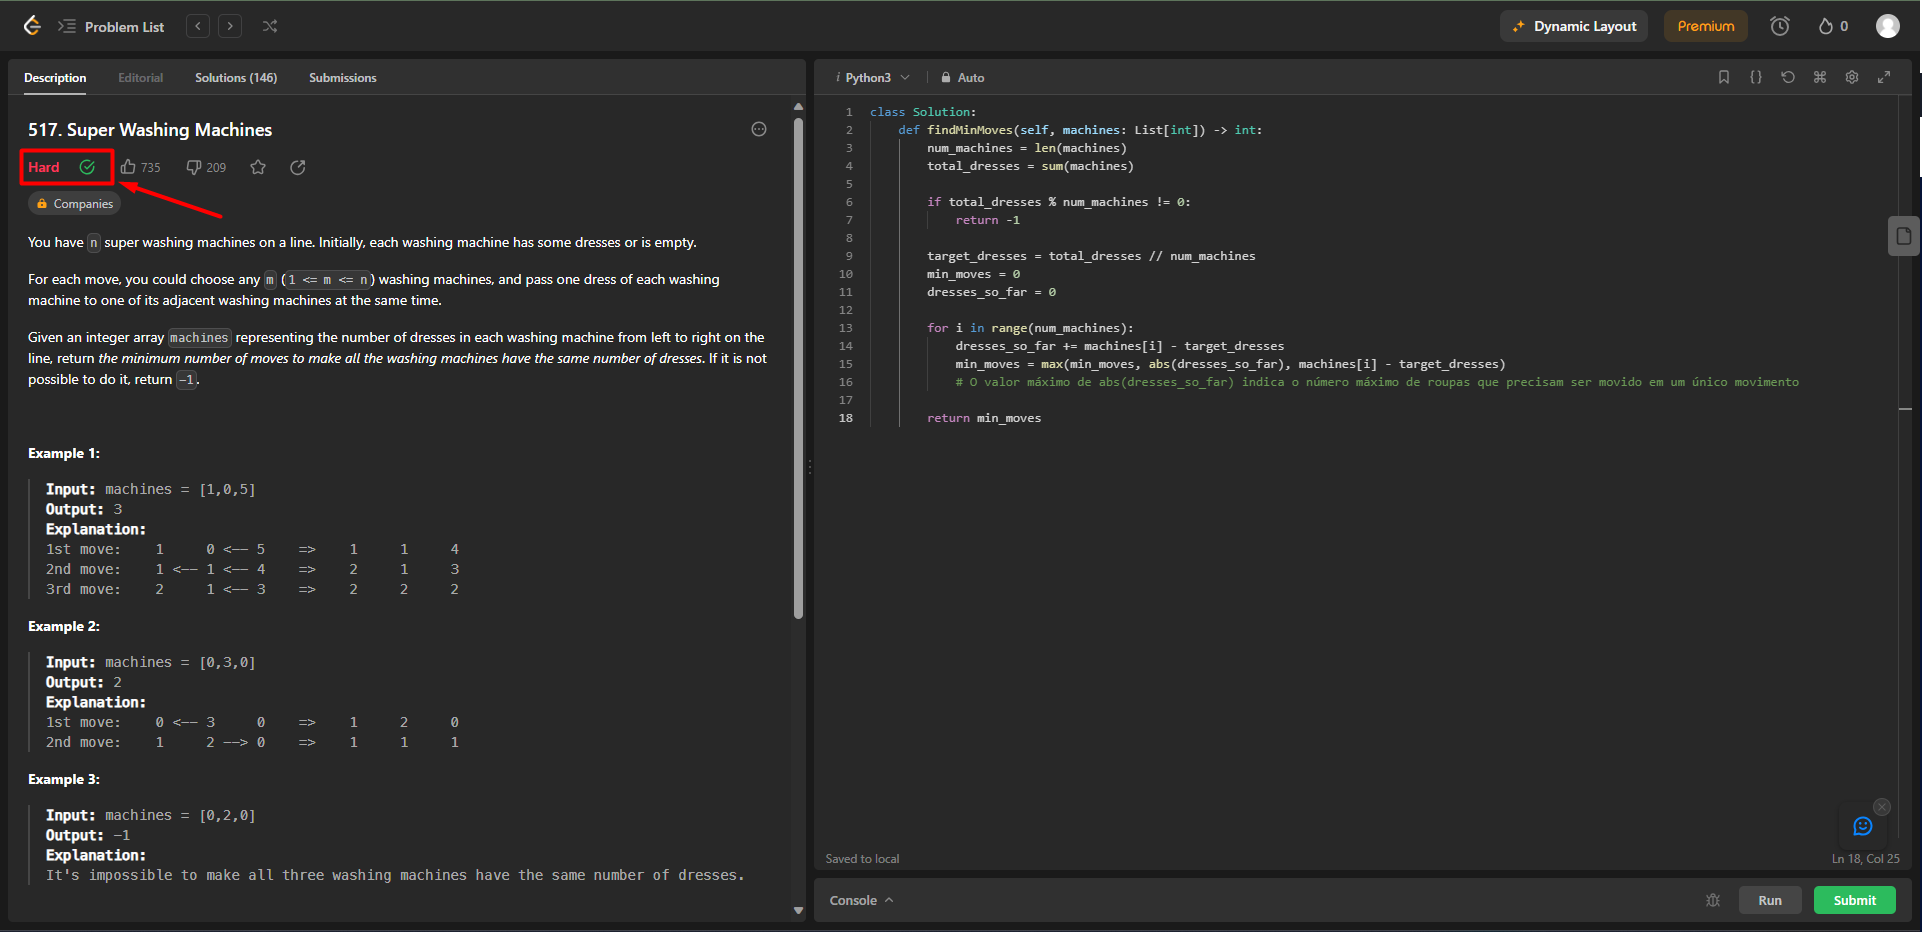 Problem List
Dynamic Layout
Premium
0
Description
Editorial
Solutions (146)
Submissions
517. Super Washing Machines
Hard
735
209
Companies
You have n super washing machines on a line. Initially, each washing machine has some dresses or is empty.
For each move, you could choose any m (1 <= m <= n) washing machines, and pass one dress of each washing
machine to one of its adjacent washing machines at the same time.
Given an integer array machines representing the number of dresses in each washing machine from left to right on the
line, return the minimum number of moves to make all the washing machines have the same number of dresses. If it is not
possible to do it, return -1.
Example 1:
Input: machines = [1,0,5]
Output: 3
Explanation:
1st move:    1     0 <-- 5    =>    1     1     4
2nd move:    1 <-- 1 <-- 4    =>    2     1     3
3rd move:    2     1 <-- 3    =>    2     2     2
Example 2:
Input: machines = [0,3,0]
Output: 2
Explanation:
1st move:    0 <-- 3     0    =>    1     2     0
2nd move:    1     2 --> 0    =>    1     1     1
Example 3:
Input: machines = [0,2,0]
Output: -1
Explanation:
It's impossible to make all three washing machines have the same number of dresses.
i Python3
Auto
1 class Solution:
2     def findMinMoves(self, machines: List[int]) -> int:
3         num_machines = len(machines)
4         total_dresses = sum(machines)
5
6         if total_dresses % num_machines != 0:
7             return -1
8
9         target_dresses = total_dresses // num_machines
10         min_moves = 0
11         dresses_so_far = 0
12
13         for i in range(num_machines):
14             dresses_so_far += machines[i] - target_dresses
15             min_moves = max(min_moves, abs(dresses_so_far), machines[i] - target_dresses)
16             # O valor máximo de abs(dresses_so_far) indica o número máximo de roupas que precisam ser movido em um único movimento
17
18         return min_moves
Saved to local
Ln 18, Col 25
Console
Run
Submit